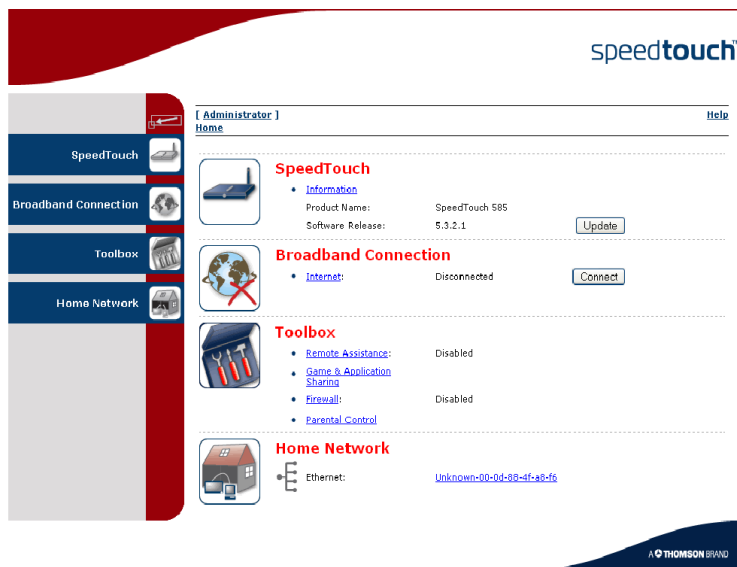 speedtouch™
[ Administrator ]
Help
Home
SpeedTouch
Broadband Connection
Toolbox
Home Network
SpeedTouch
Information
Product Name: SpeedTouch 585
Software Release: 5.3.2.1 Update
Broadband Connection
Internet: Disconnected Connect
Toolbox
Remote Assistance: Disabled
Game & Application
Sharing
Firewall: Disabled
Parental Control
Home Network
Ethernet: Unknown-00-0d-88-4f-a8-f6
A THOMSON BRAND